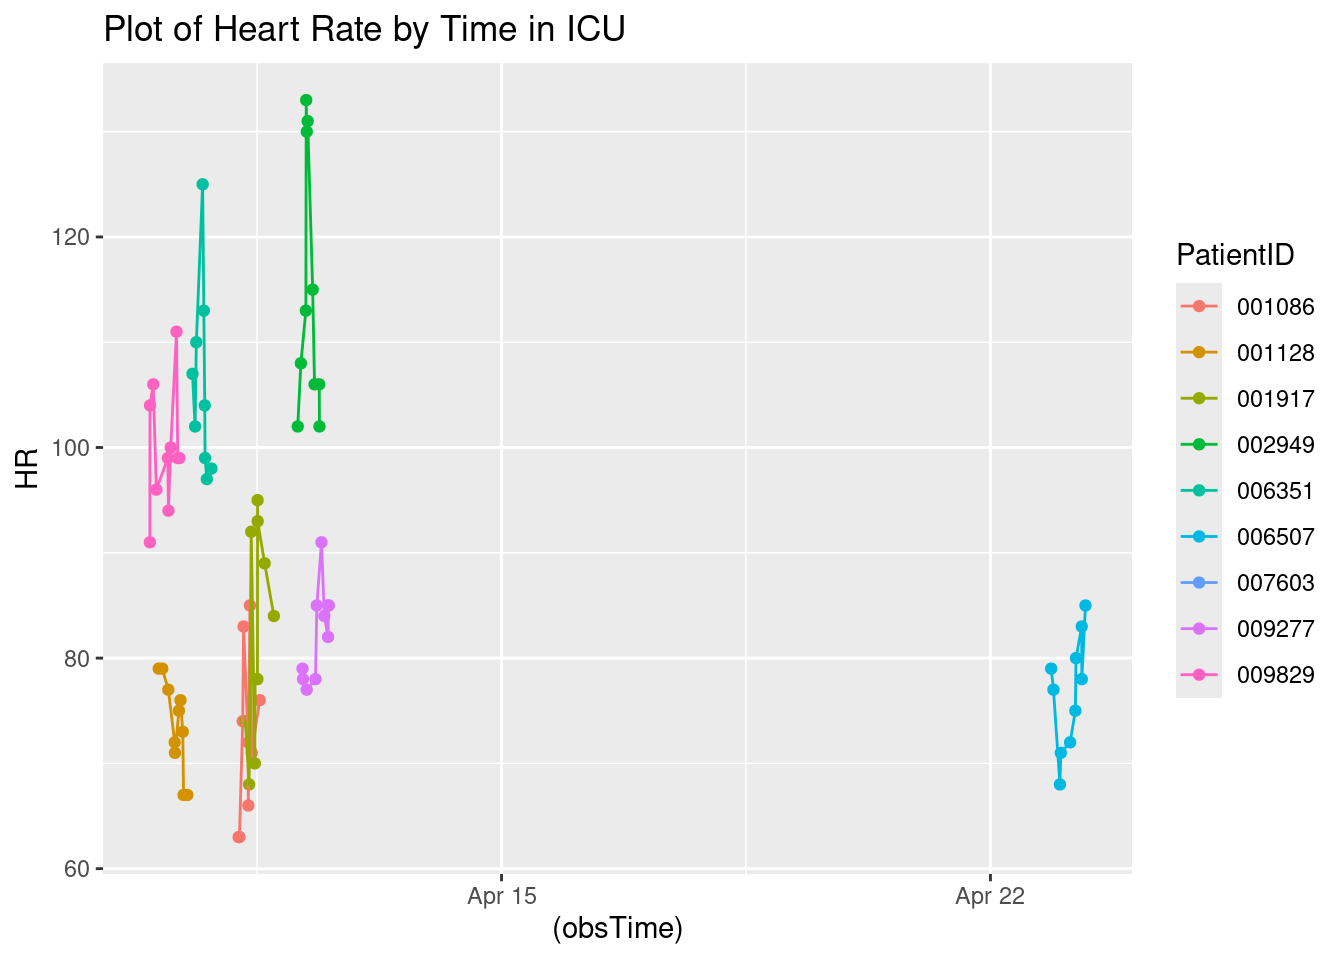 Plot of Heart Rate by Time in ICU
120
100
80
60
HR
Apr 15
Apr 22
(obsTime)
PatientID
001086
001128
001917
002949
006351
006507
007603
009277
009829